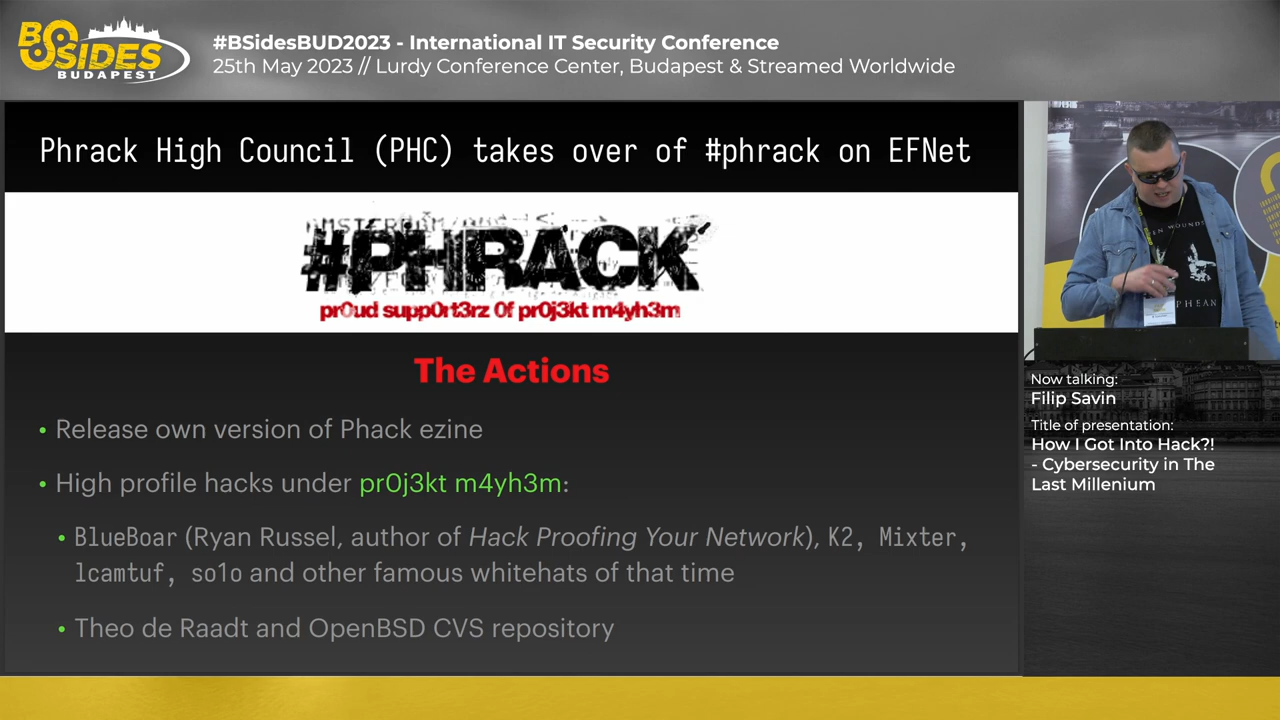 BSIDES
BUDAPEST
#BSidesBUD2023 - International IT Security Conference
25th May 2023 // Lurdy Conference Center, Budapest & Streamed Worldwide
Phrack High Council (PHC) takes over of #phrack on EFNet
#PHRACK
pr0ud supp0rt3rz 0f pr0j3kt m4yh3m
The Actions
• Release own version of Phack ezine
• High profile hacks under pr0j3kt m4yh3m:
• BlueBoar (Ryan Russel, author of Hack Proofing Your Network), K2, Mixter,
lcamtuf, so1o and other famous whitehats of that time
• Theo de Raadt and OpenBSD CVS repository
Now talking:
Filip Savin
Title of presentation:
How I Got Into Hack?!
- Cybersecurity in The
Last Millenium